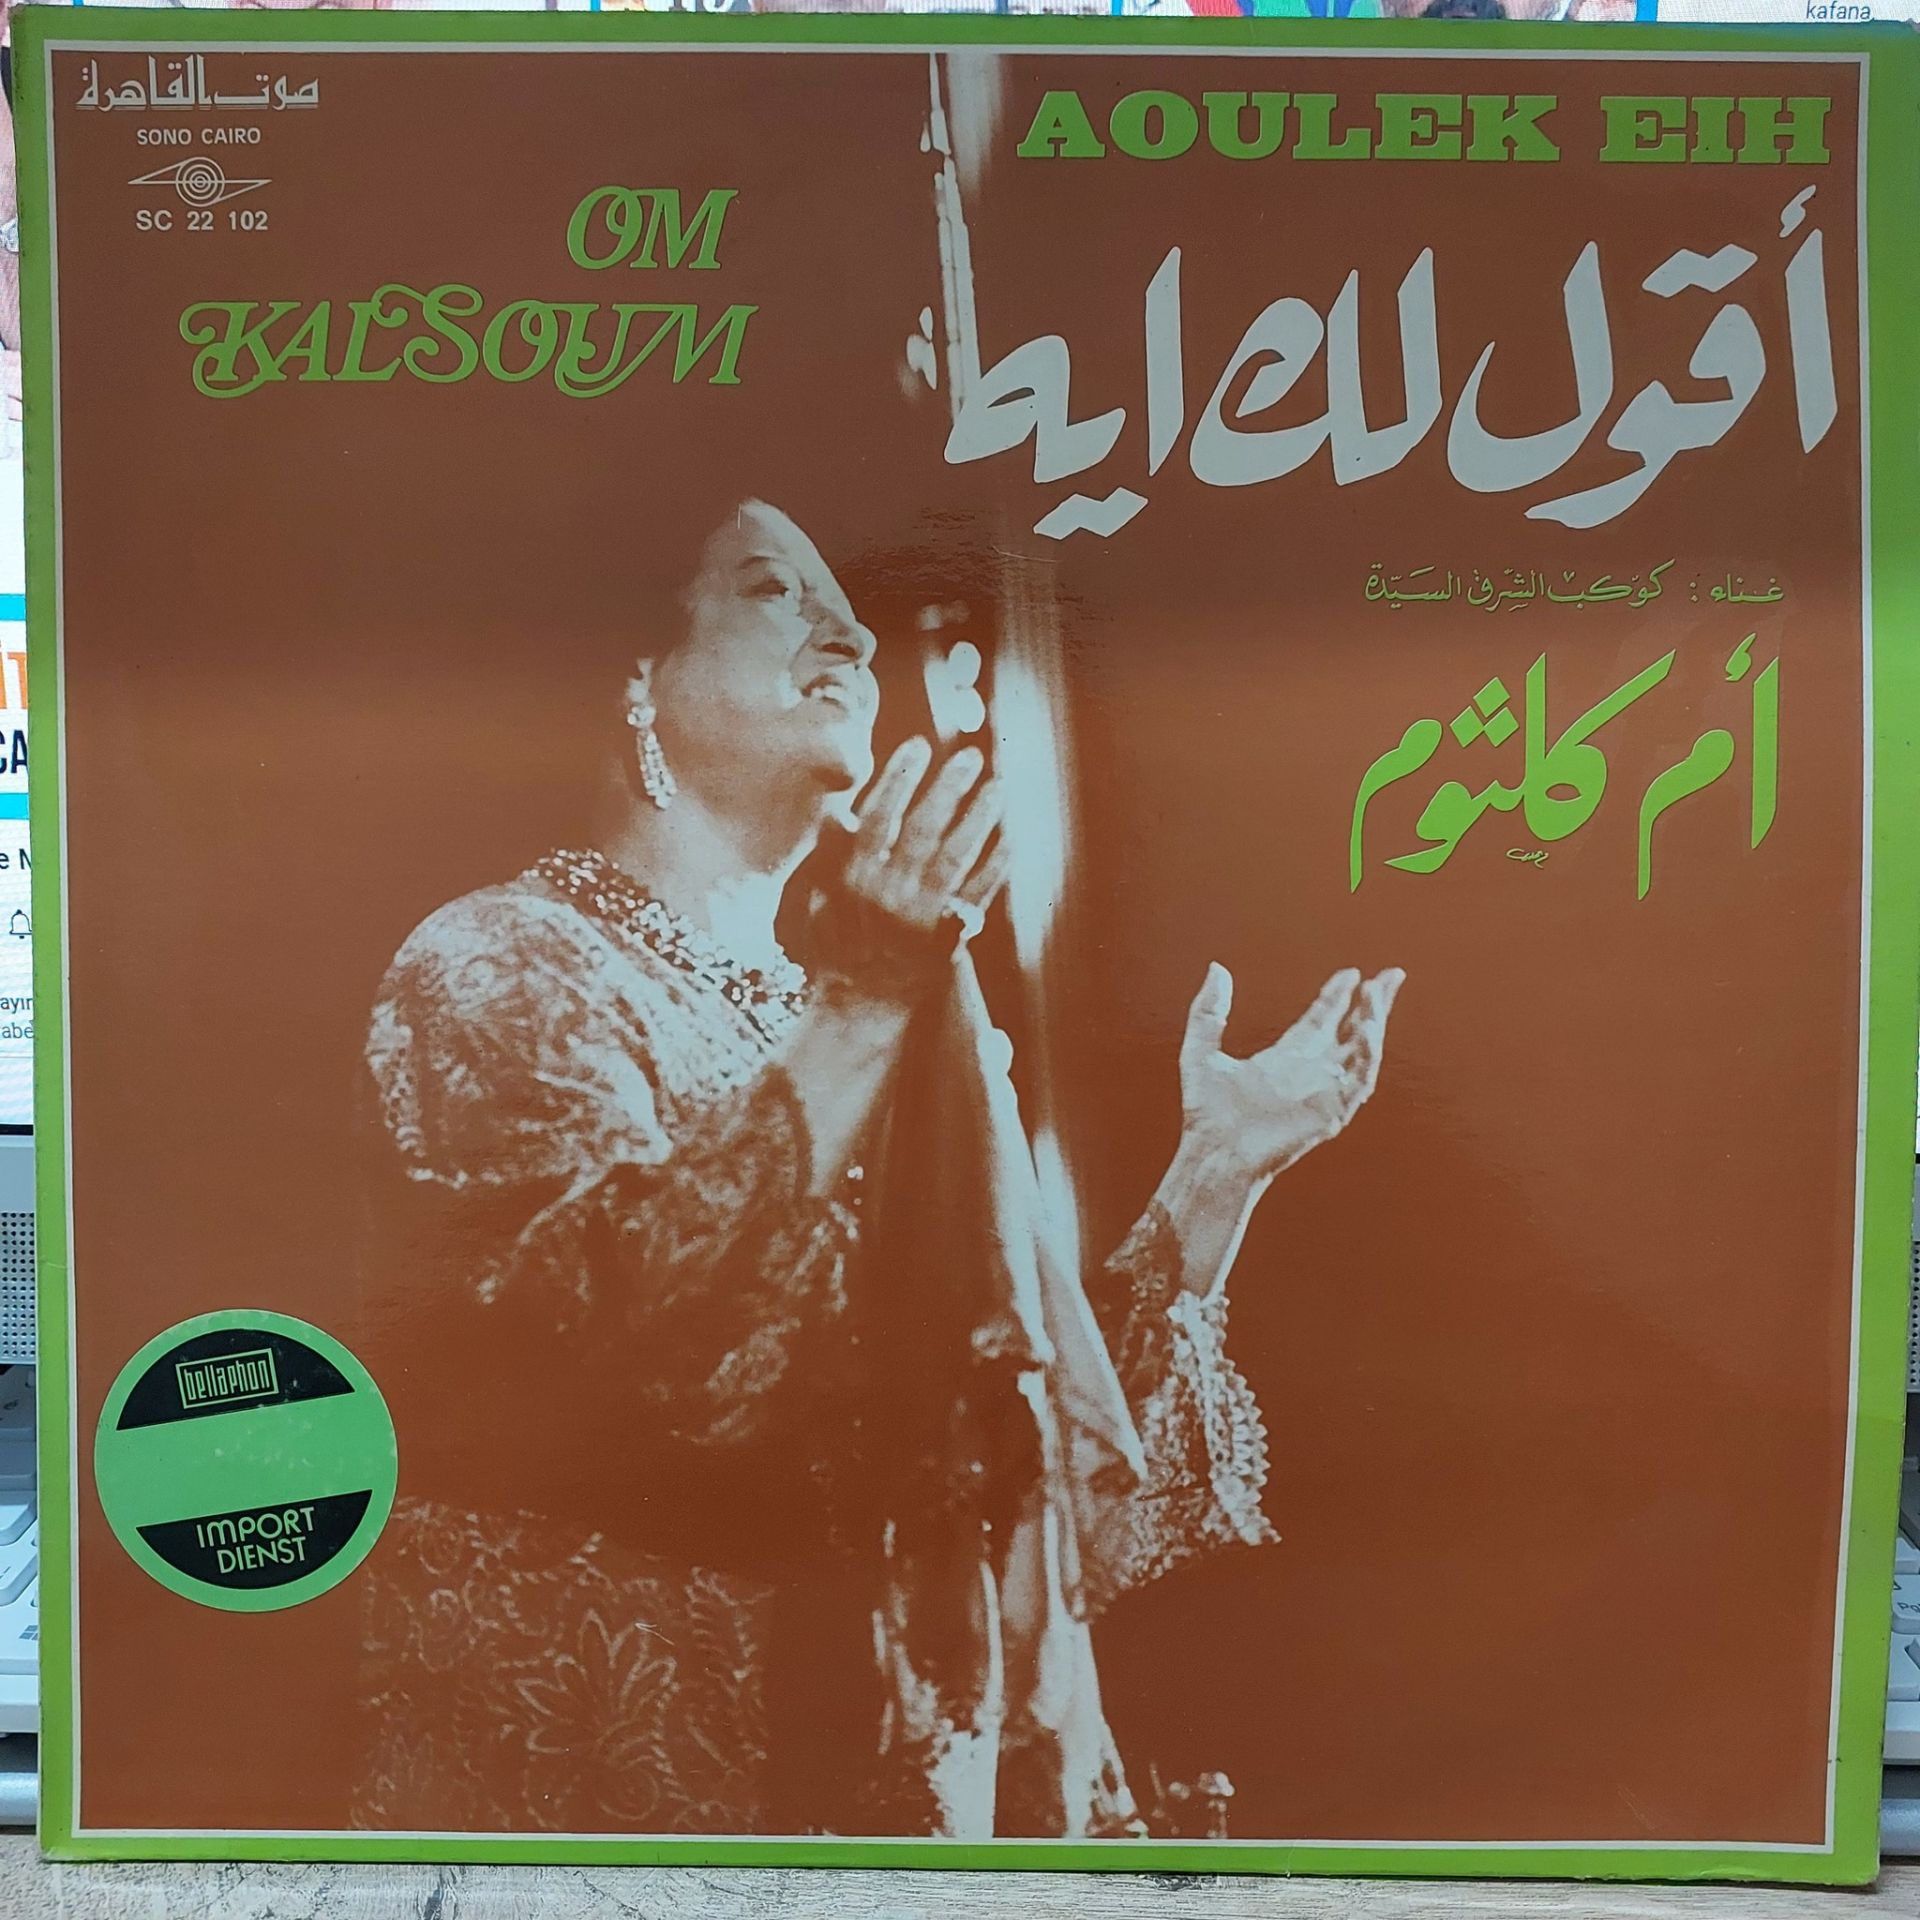 kafana,
صوت القاهرة
SONO CAIRO
SC 22 102
AOULEK EIH
OM
KALSOUM
أقول لك ايه
غناء : كوكب الشرق السيدة
أم كلثوم
bellaphon
IMPORT
DIENST